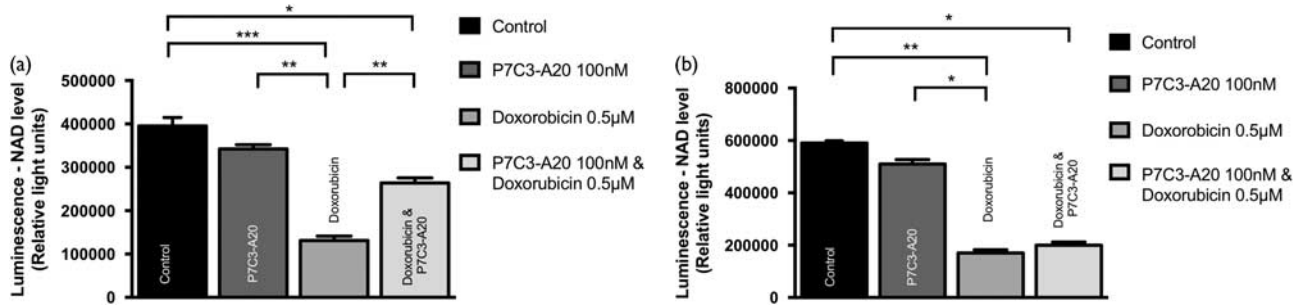 (a)
Luminescence - NAD level
(Relative light units)
500000
400000
300000
200000
100000
0
*
***
**
**
Control
P7C3-A20
Doxorubicin
Doxorubicin &
P7C3-A20
Control
P7C3-A20 100nM
Doxorobicin 0.5μM
P7C3-A20 100nM &
Doxorubicin 0.5μM
(b)
Luminescence - NAD level
(Relative light units)
800000
600000
400000
200000
0
*
**
*
Control
P7C3-A20
Doxorubicin
Doxorubicin &
P7C3-A20
Control
P7C3-A20 100nM
Doxorobicin 0.5μM
P7C3-A20 100nM &
Doxorubicin 0.5μM